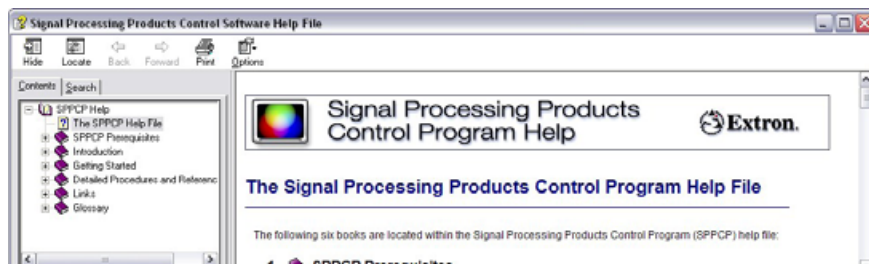 Signal Processing Products Control Software Help File
Hide Locate Back Forward Print Options
Contents Search
SPPCP Help
The SPPCP Help File
SPPCP Prerequisites
Introduction
Getting Started
Detailed Procedures and Referenc
Links
Glossary
Signal Processing Products
Control Program Help
Extron.
The Signal Processing Products Control Program Help File
The following six books are located within the Signal Processing Products Control Program (SPPCP) help file:
1. SPPCP Prerequisites